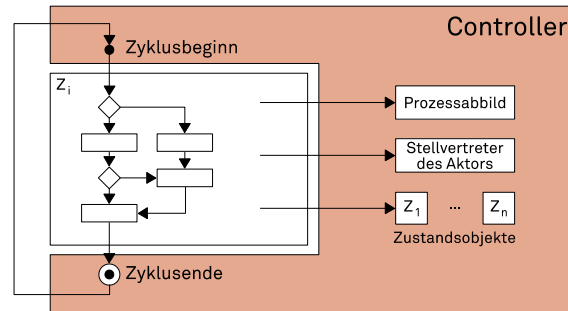 Controller
Zyklusbeginn
Z i
Prozessabbild
Stellvertreter
des Aktors
Z 1 ... Z n
Zustandsobjekte
Zyklusende